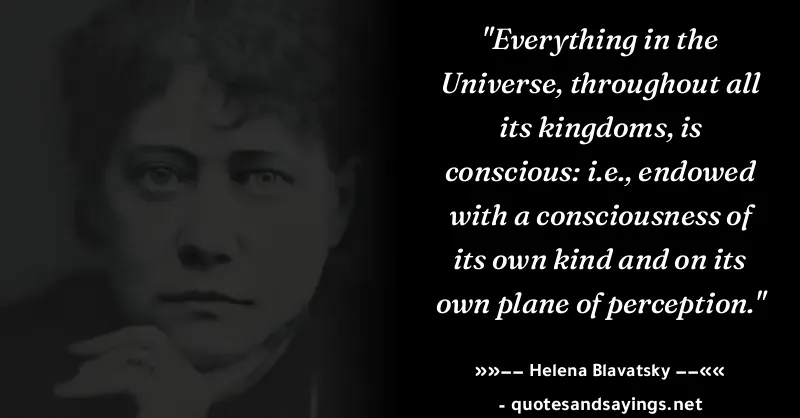 "Everything in the
Universe, throughout all
its kingdoms, is
conscious: i.e., endowed
with a consciousness of
its own kind and on its
own plane of perception."
»»–– Helena Blavatsky ––««
- quotesandsayings.net